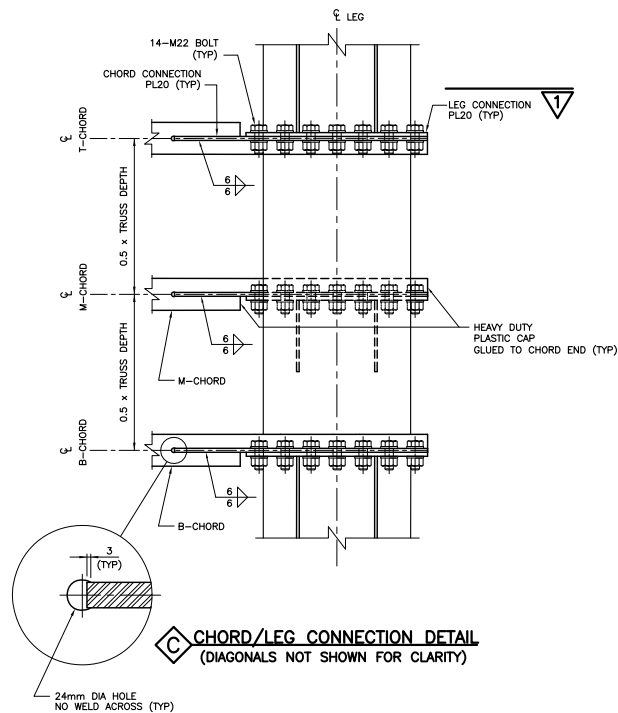 ℄ LEG
14-M22 BOLT
(TYP)
CHORD CONNECTION
PL20 (TYP)
1
LEG CONNECTION
PL20 (TYP)
℄
T-CHORD
6
6
0.5 x TRUSS DEPTH
℄
M-CHORD
6
6
HEAVY DUTY
PLASTIC CAP
GLUED TO CHORD END (TYP)
M-CHORD
0.5 x TRUSS DEPTH
℄
B-CHORD
6
6
B-CHORD
3
(TYP)
C
CHORD/LEG CONNECTION DETAIL
(DIAGONALS NOT SHOWN FOR CLARITY)
24mm DIA HOLE
NO WELD ACROSS (TYP)